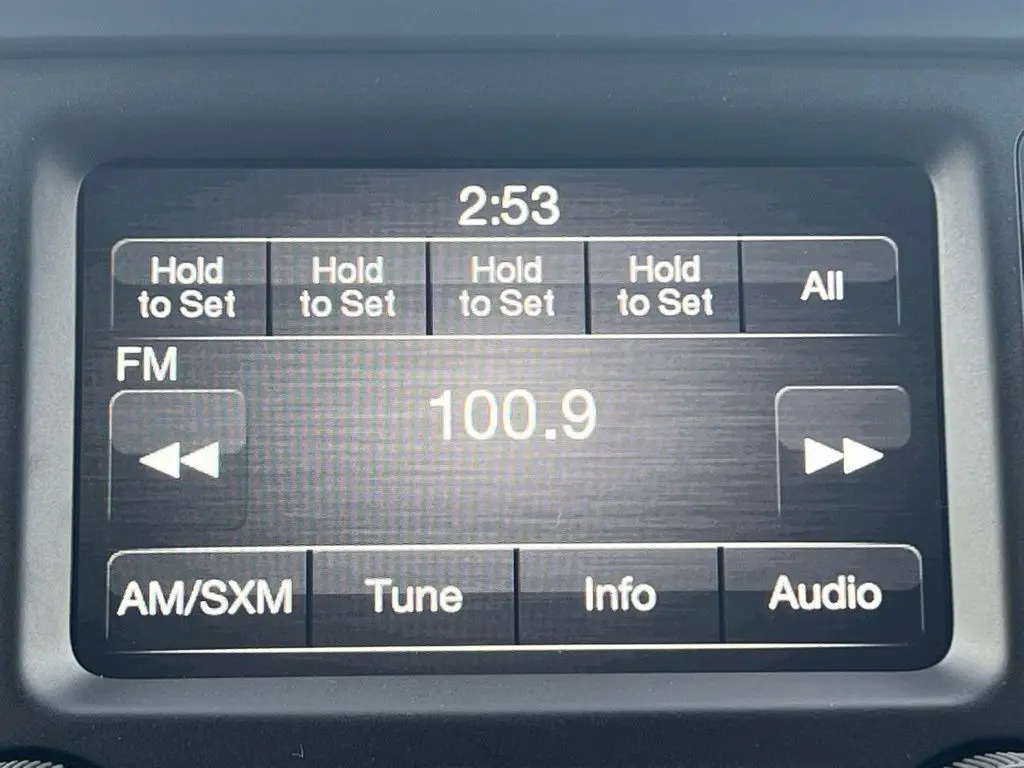 2:53
Hold
to Set
Hold
to Set
Hold
to Set
Hold
to Set
All
FM
100.9
AM/SXM
Tune
Info
Audio